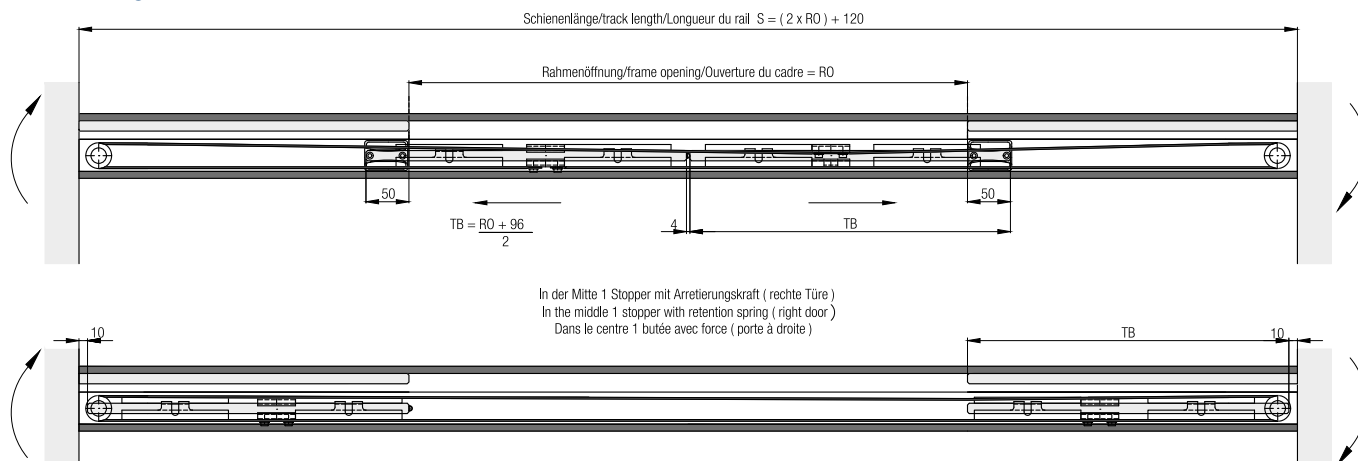 Schienenlänge/track length/Longueur du rail S = ( 2 x RO ) + 120
Rahmenöffnung/frame opening/Ouverture du cadre = RO
50
50
TB = RO + 96
2
4
TB
In der Mitte 1 Stopper mit Arretierungskraft ( rechte Türe )
In the middle 1 stopper with retention spring ( right door )
Dans le centre 1 butée avec force ( porte à droite )
10
TB
10